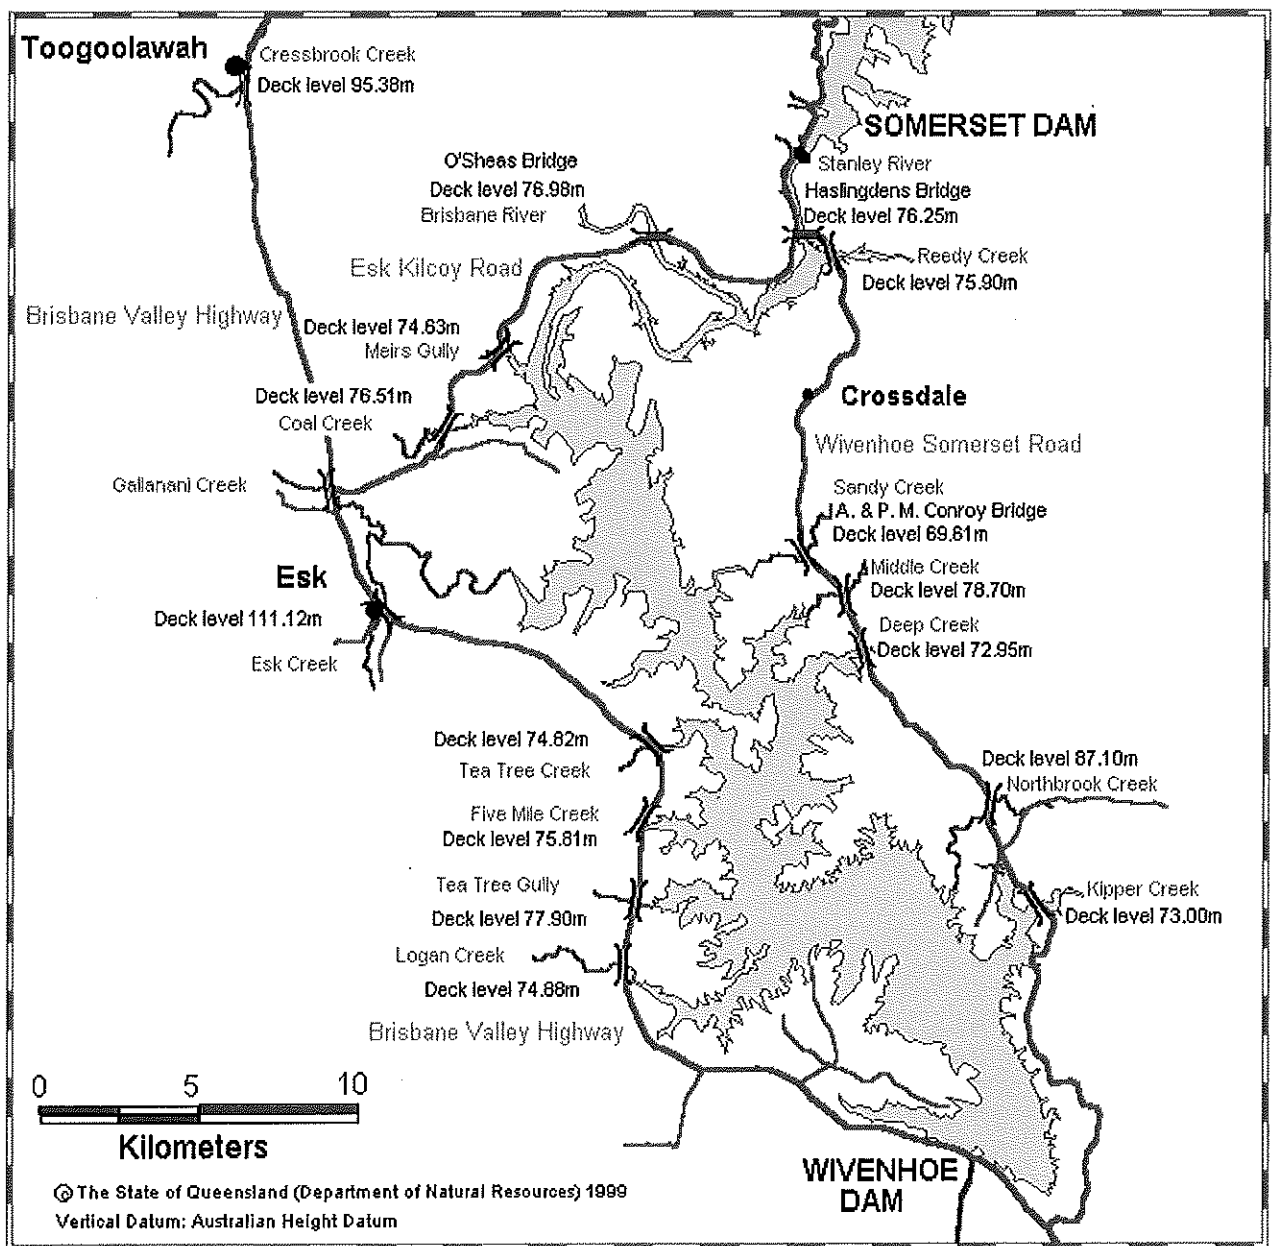 Toogoolawah
Cressbrook Creek
Deck level 95.38m
SOMERSET DAM
Stanley River
O'Sheas Bridge
Deck level 76.98m
Brisbane River
Haslingdens Bridge
Deck level 76.25m
Reedy Creek
Deck level 75.90m
Esk Kilcoy Road
Brisbane Valley Highway
Deck level 74.63m
Meirs Gully
Deck level 76.51m
Coal Creek
Crossdale
Wivenhoe Somerset Road
Gallanani Creek
Sandy Creek
A. & P. M. Conroy Bridge
Deck level 69.61m
Middle Creek
Deck level 78.70m
Esk
Deck level 111.12m
Esk Creek
Deep Creek
Deck level 72.95m
Deck level 74.82m
Tea Tree Creek
Deck level 87.10m
Northbrook Creek
Five Mile Creek
Deck level 75.81m
Tea Tree Gully
Deck level 77.90m
Kipper Creek
Deck level 73.00m
Logan Creek
Deck level 74.88m
Brisbane Valley Highway
0 5 10
Kilometers
WIVENHOE
DAM
© The State of Queensland (Department of Natural Resources) 1999
Vertical Datum: Australian Height Datum